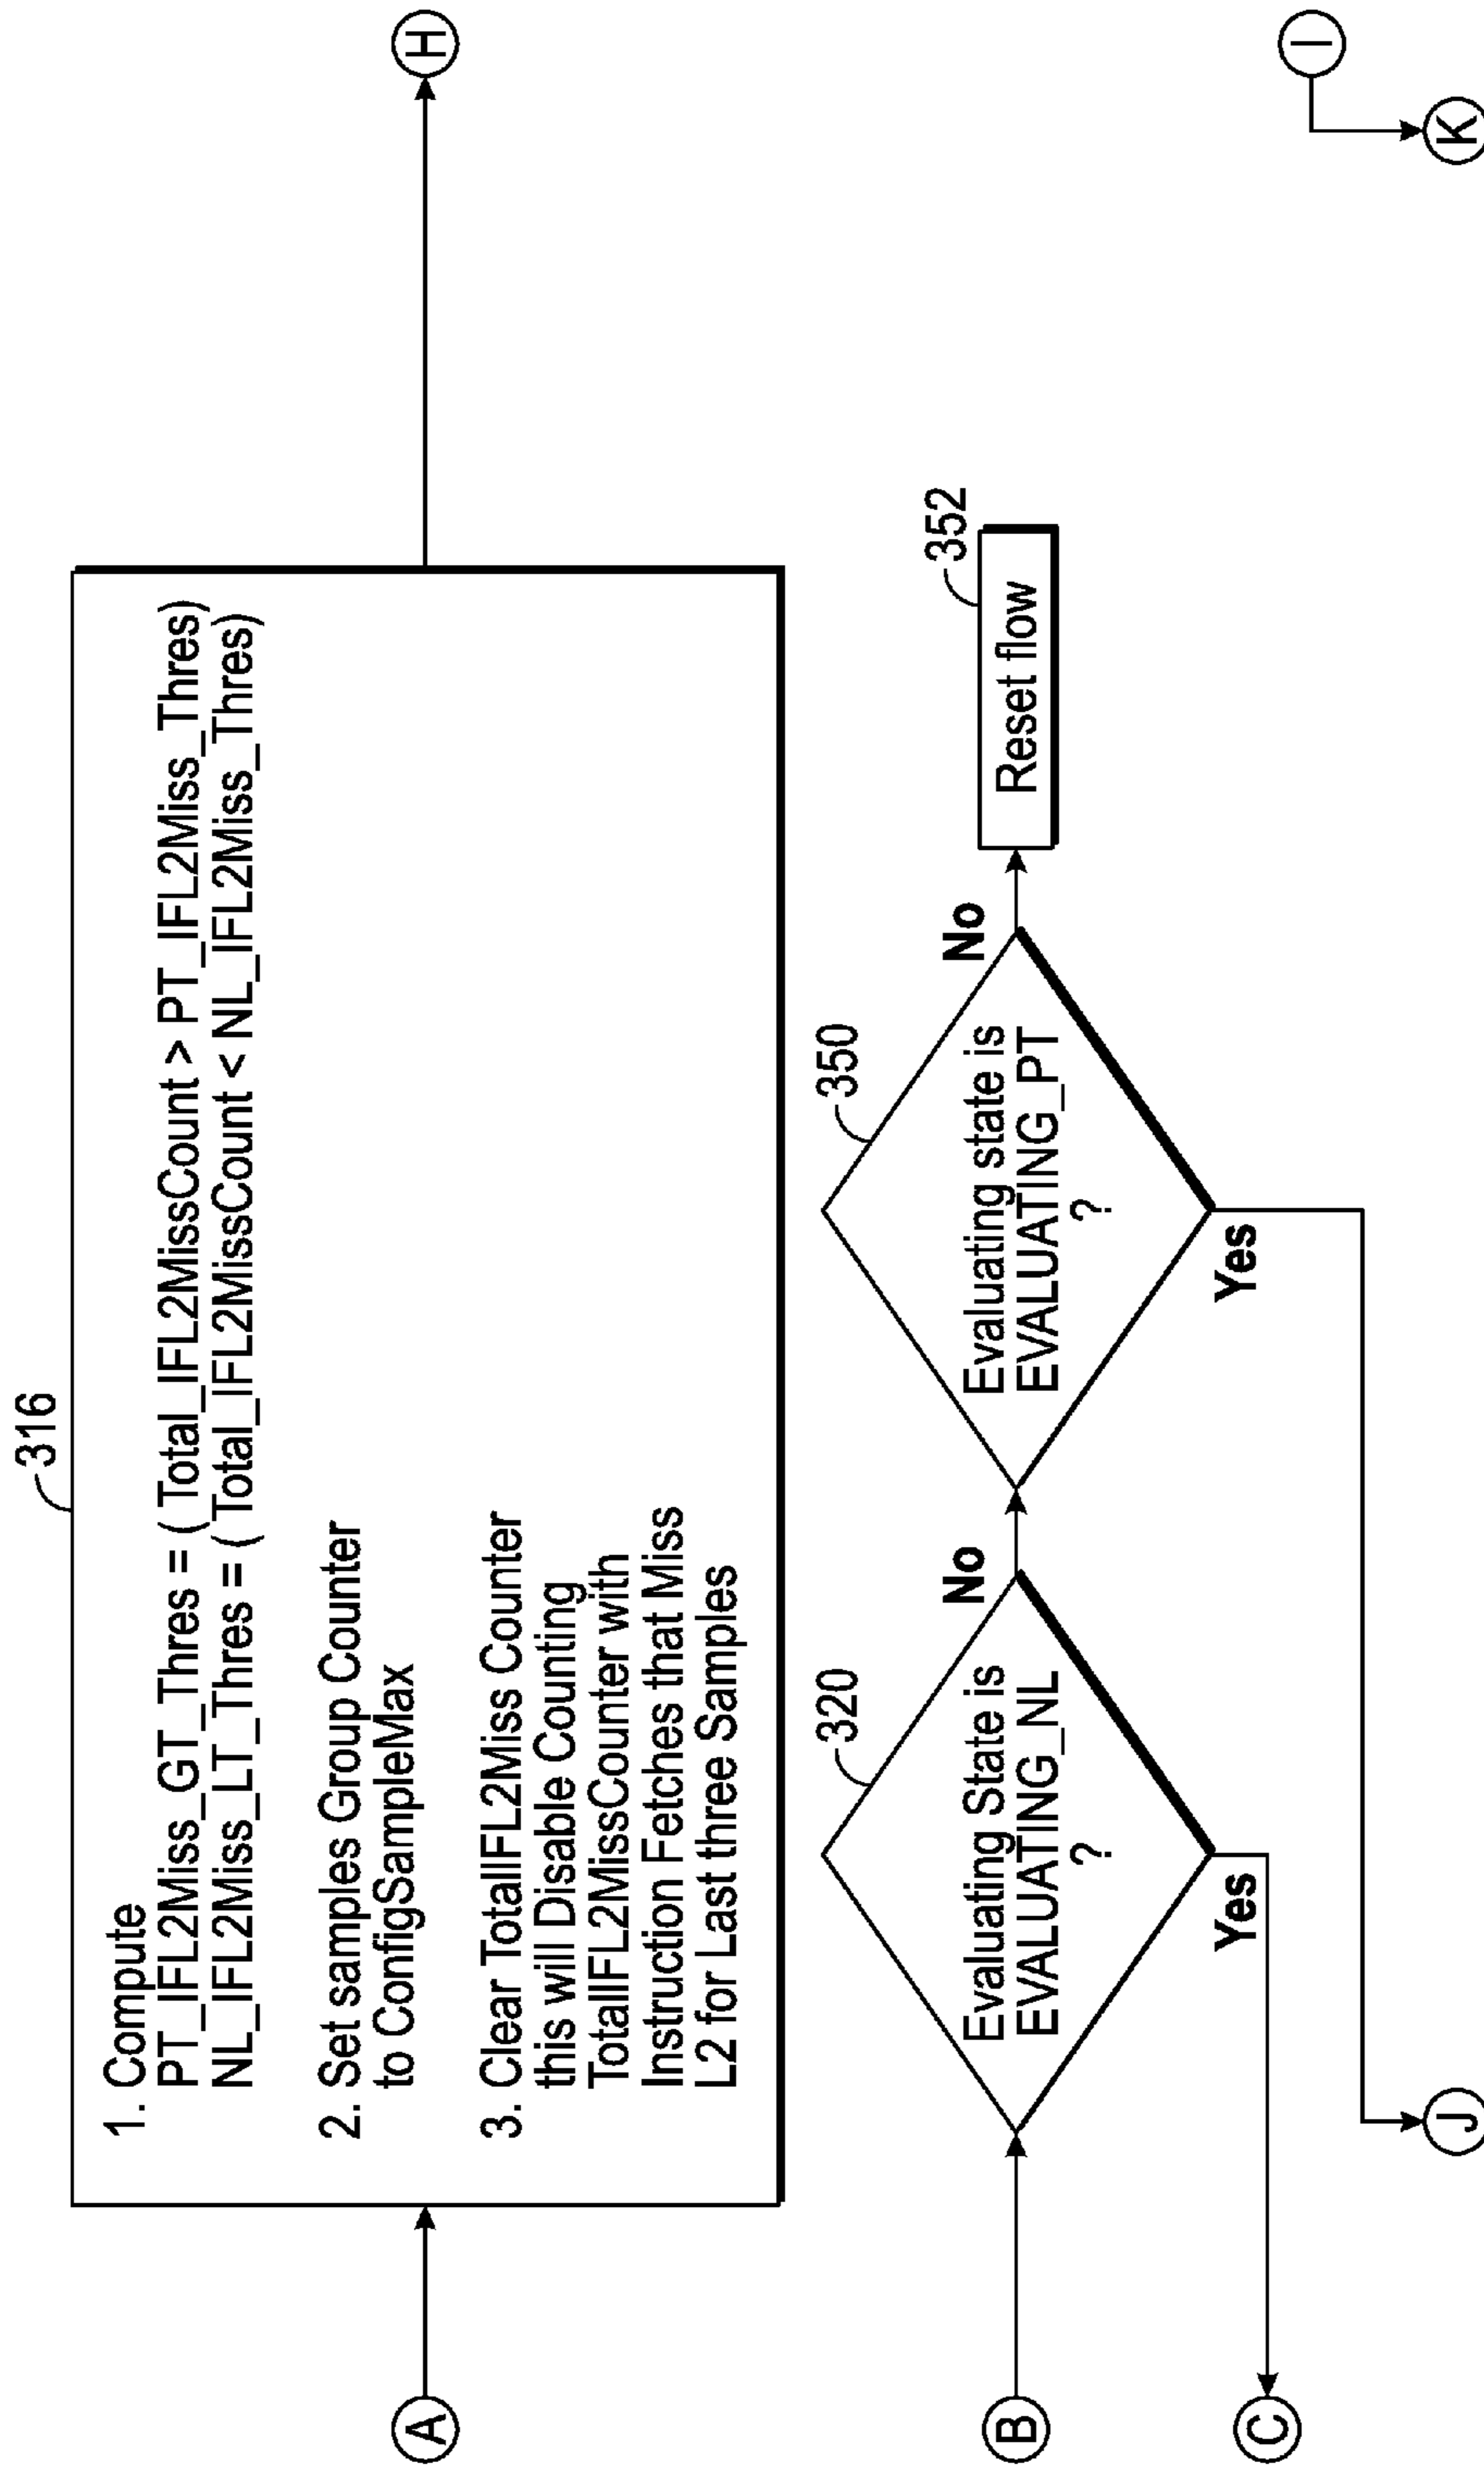 316
1. Compute
PT_IFL2Miss_GT_Thres = ( Total_IFL2MissCount > PT_IFL2Miss_Thres)
NL_IFL2Miss_LT_Thres = ( Total_IFL2MissCount < NL_IFL2Miss_Thres)
2. Set samples Group Counter
to ConfigSampleMax
3. Clear TotalIFL2Miss Counter
this will Disable Counting
TotalIFL2MissCounter with
Instruction Fetches that Miss
L2 for Last three Samples
A
H
320
Evaluating State is
EVALUATING_NL
?
No
Yes
350
Evaluating state is
EVALUATING_PT
?
No
Yes
352
Reset flow
B
C
I
J
K